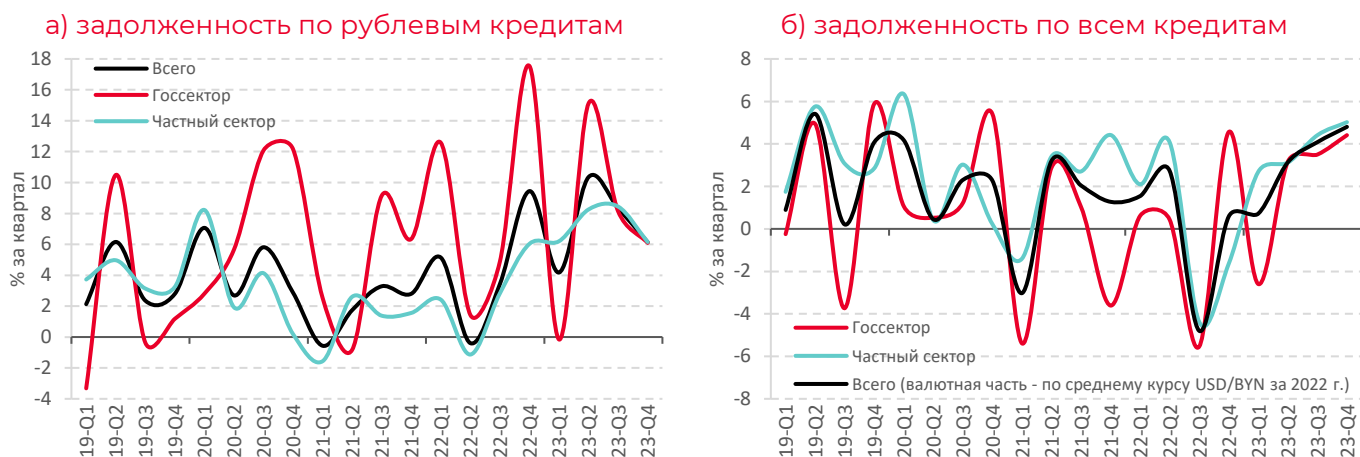 а) задолженность по рублевым кредитам
% за квартал
18
16
14
12
10
8
6
4
2
0
-2
-4
Всего
Госсектор
Частный сектор
19-Q1
19-Q2
19-Q3
19-Q4
20-Q1
20-Q2
20-Q3
20-Q4
21-Q1
21-Q2
21-Q3
21-Q4
22-Q1
22-Q2
22-Q3
22-Q4
23-Q1
23-Q2
23-Q3
23-Q4
б) задолженность по всем кредитам
% за квартал
8
6
4
2
0
-2
-4
-6
-8
Госсектор
Частный сектор
Всего (валютная часть - по среднему курсу USD/BYN за 2022 г.)
19-Q1
19-Q2
19-Q3
19-Q4
20-Q1
20-Q2
20-Q3
20-Q4
21-Q1
21-Q2
21-Q3
21-Q4
22-Q1
22-Q2
22-Q3
22-Q4
23-Q1
23-Q2
23-Q3
23-Q4